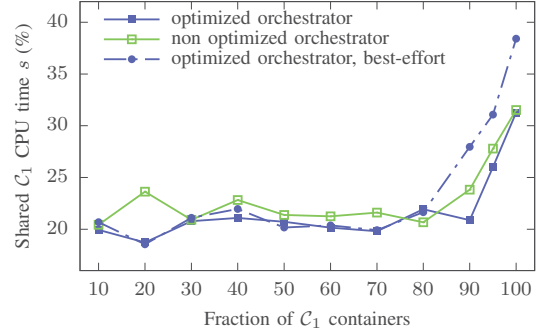 optimized orchestrator
non optimized orchestrator
optimized orchestrator, best-effort
Shared C₁ CPU time s (%)
40
35
30
25
20
10 20 30 40 50 60 70 80 90 100
Fraction of C₁ containers